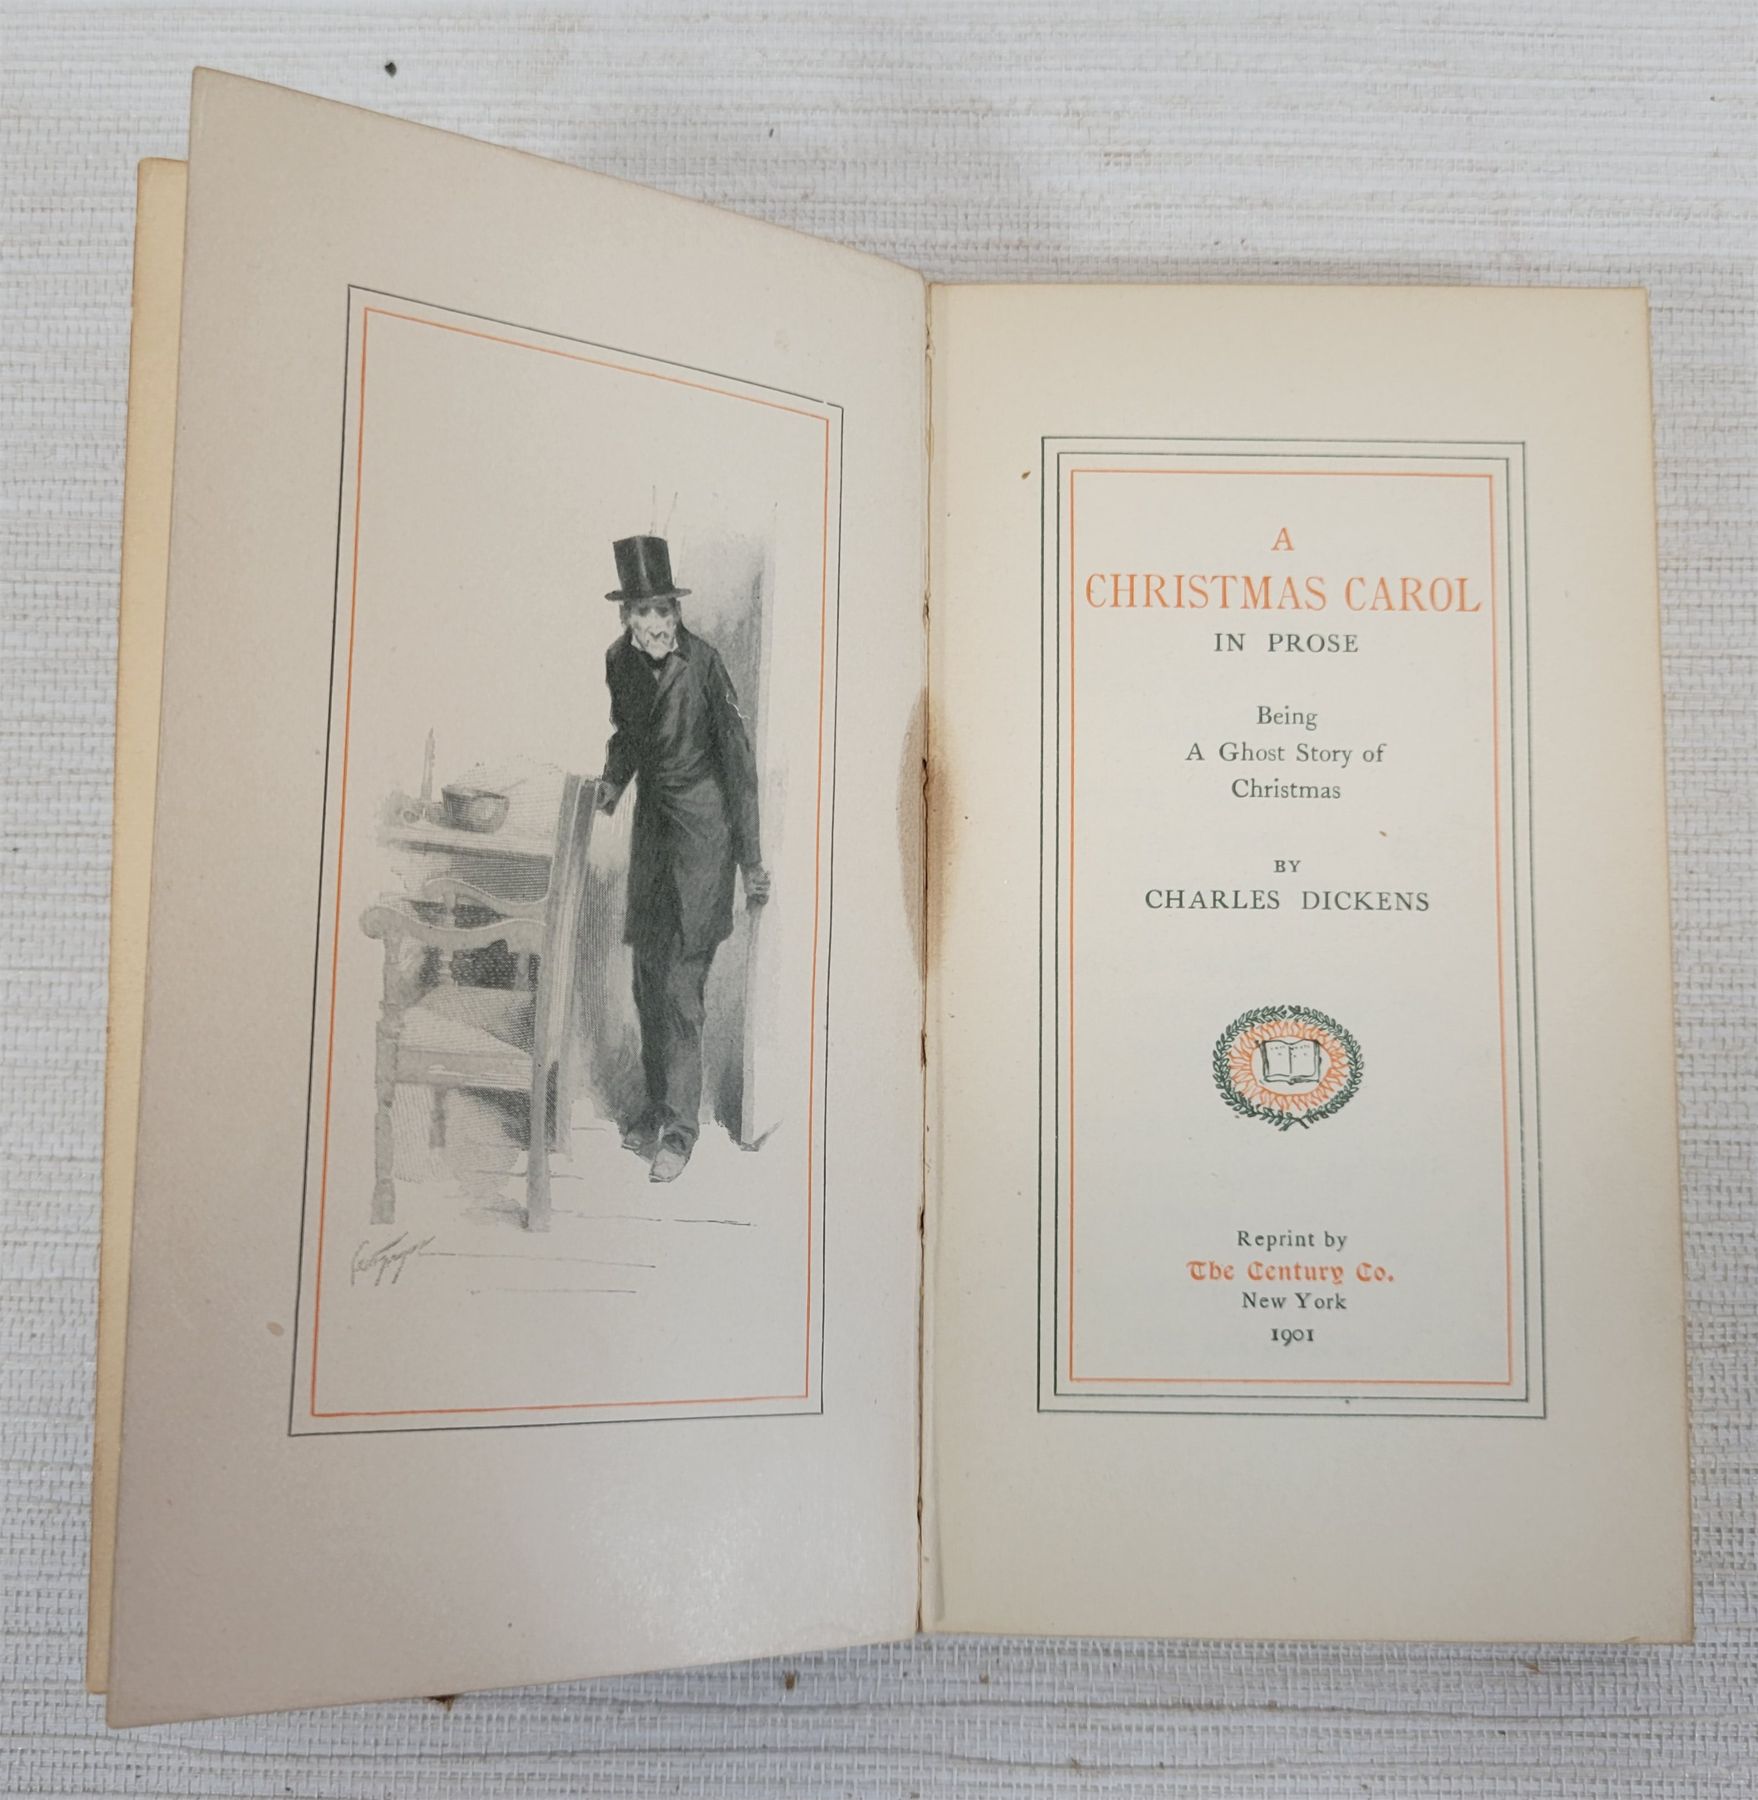 A
CHRISTMAS CAROL
IN PROSE
Being
A Ghost Story of
Christmas
BY
CHARLES DICKENS
Reprint by
The Century Co.
New York
1901